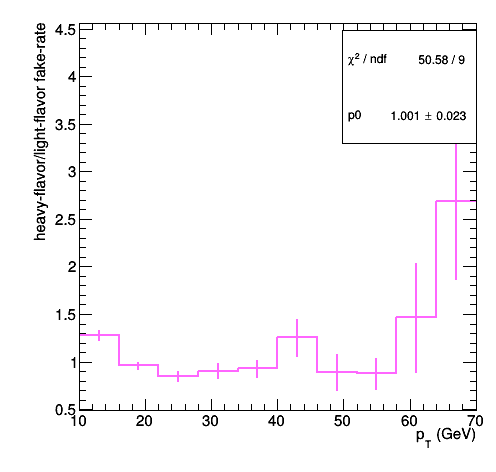 heavy-flavor/light-flavor fake-rate
χ² / ndf 50.58 / 9
p0 1.001 ± 0.023
4.5
4
3.5
3
2.5
2
1.5
1
0.5
10 20 30 40 50 60 70
p_T (GeV)